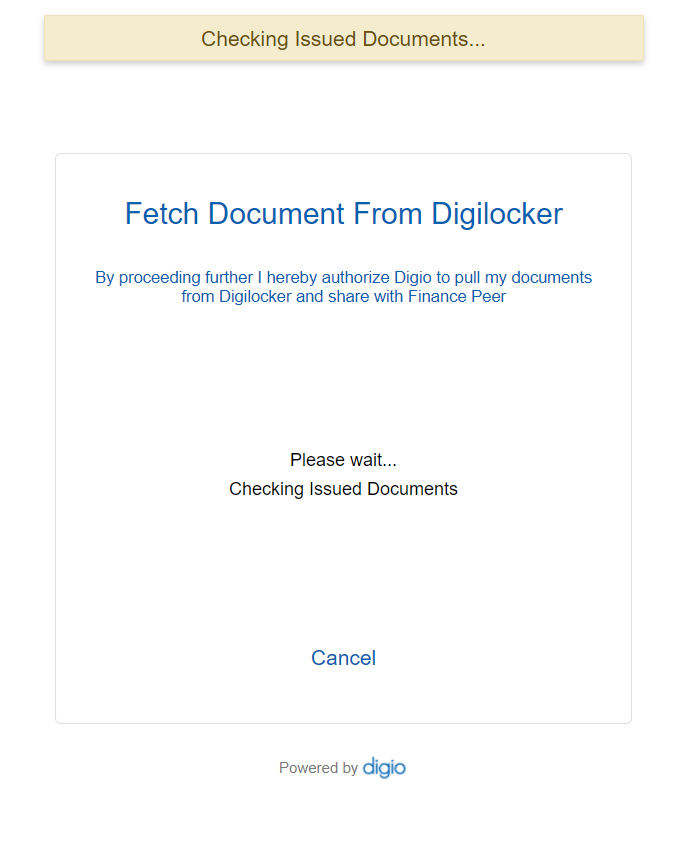 Checking Issued Documents...
Fetch Document From Digilocker
By proceeding further I hereby authorize Digio to pull my documents
from Digilocker and share with Finance Peer
Please wait...
Checking Issued Documents
Cancel
Powered by digio